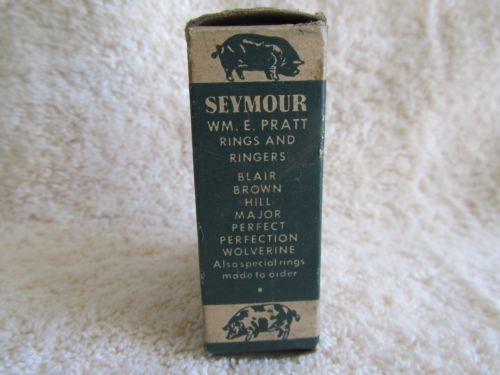 SEYMOUR
WM. E. PRATT
RINGS AND
RINGERS
BLAIR
BROWN
HILL
MAJOR
PERFECT
PERFECTION
WOLVERINE
Also special rings
made to order